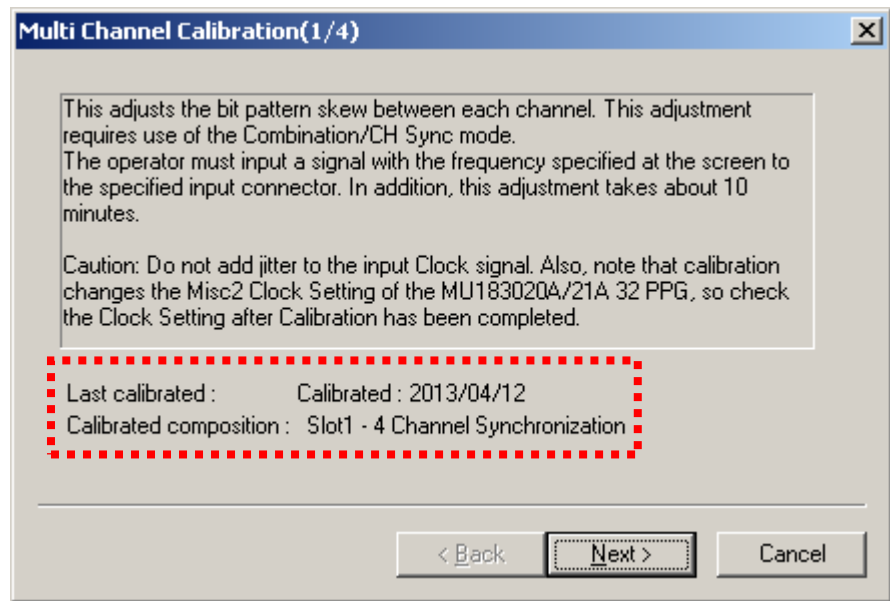 Multi Channel Calibration(1/4)
This adjusts the bit pattern skew between each channel. This adjustment
requires use of the Combination/CH Sync mode.
The operator must input a signal with the frequency specified at the screen to
the specified input connector. In addition, this adjustment takes about 10
minutes.
Caution: Do not add jitter to the input Clock signal. Also, note that calibration
changes the Misc2 Clock Setting of the MU183020A/21A 32 PPG, so check
the Clock Setting after Calibration has been completed.
Last calibrated : Calibrated : 2013/04/12
Calibrated composition : Slot1 - 4 Channel Synchronization
< Back Next > Cancel